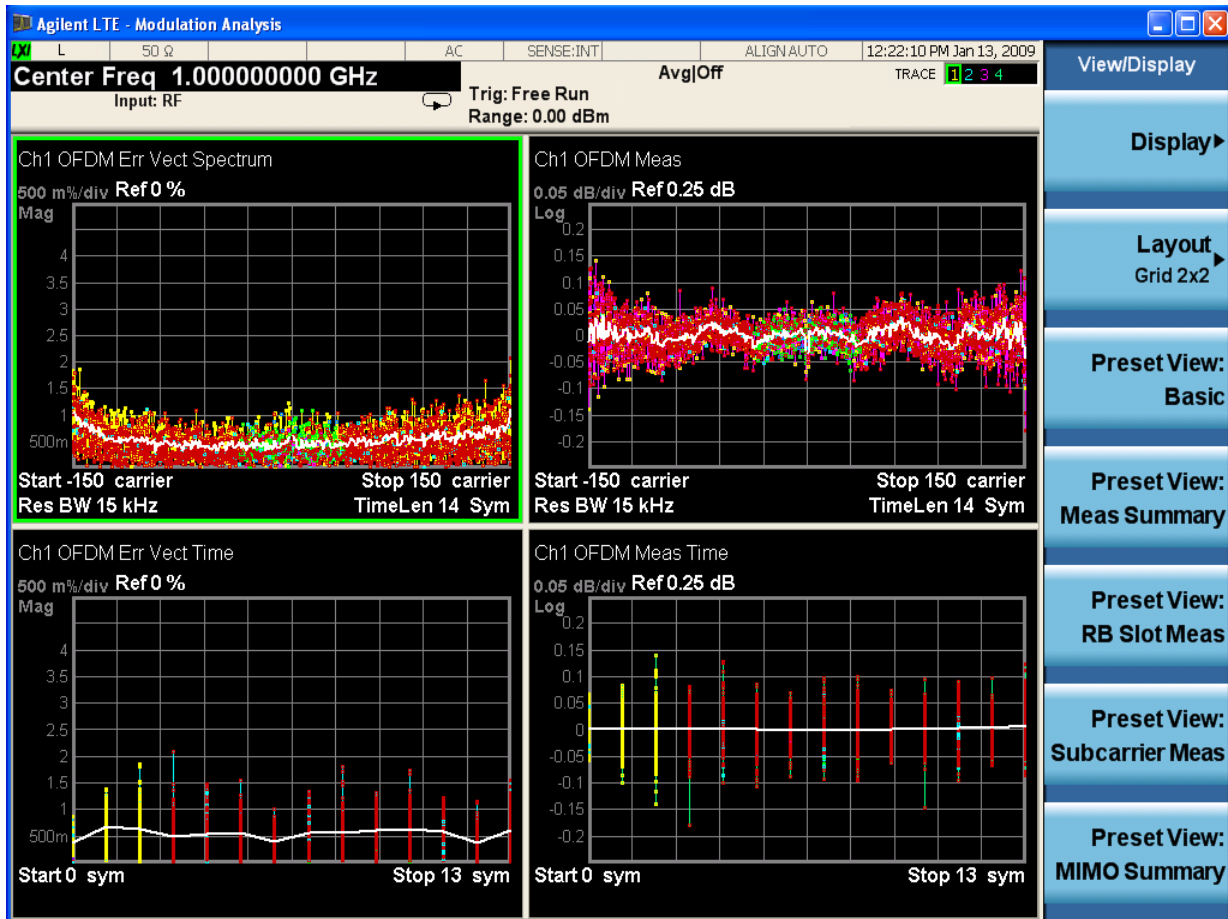 Agilent LTE - Modulation Analysis
LXI L 50 Ω AC SENSE:INT ALIGN AUTO 12:22:10 PM Jan 13, 2009
Center Freq 1.000000000 GHz
Input: RF
Trig: Free Run
Range: 0.00 dBm
Avg|Off
TRACE 1 2 3 4
Ch1 OFDM Err Vect Spectrum
500 m%/div Ref 0 %
Mag
4
3.5
3
2.5
2
1.5
1
500m
Start -150 carrier Stop 150 carrier
Res BW 15 kHz TimeLen 14 Sym
Ch1 OFDM Meas
0.05 dB/div Ref 0.25 dB
Log
0.2
0.15
0.1
0.05
0
-0.05
-0.1
-0.15
-0.2
Start -150 carrier Stop 150 carrier
Res BW 15 kHz TimeLen 14 Sym
Ch1 OFDM Err Vect Time
500 m%/div Ref 0 %
Mag
4
3.5
3
2.5
2
1.5
1
500m
Start 0 sym Stop 13 sym
Ch1 OFDM Meas Time
0.05 dB/div Ref 0.25 dB
Log
0.2
0.15
0.1
0.05
0
-0.05
-0.1
-0.15
-0.2
Start 0 sym Stop 13 sym
View/Display
Display
Layout
Grid 2x2
Preset View:
Basic
Preset View:
Meas Summary
Preset View:
RB Slot Meas
Preset View:
Subcarrier Meas
Preset View:
MIMO Summary